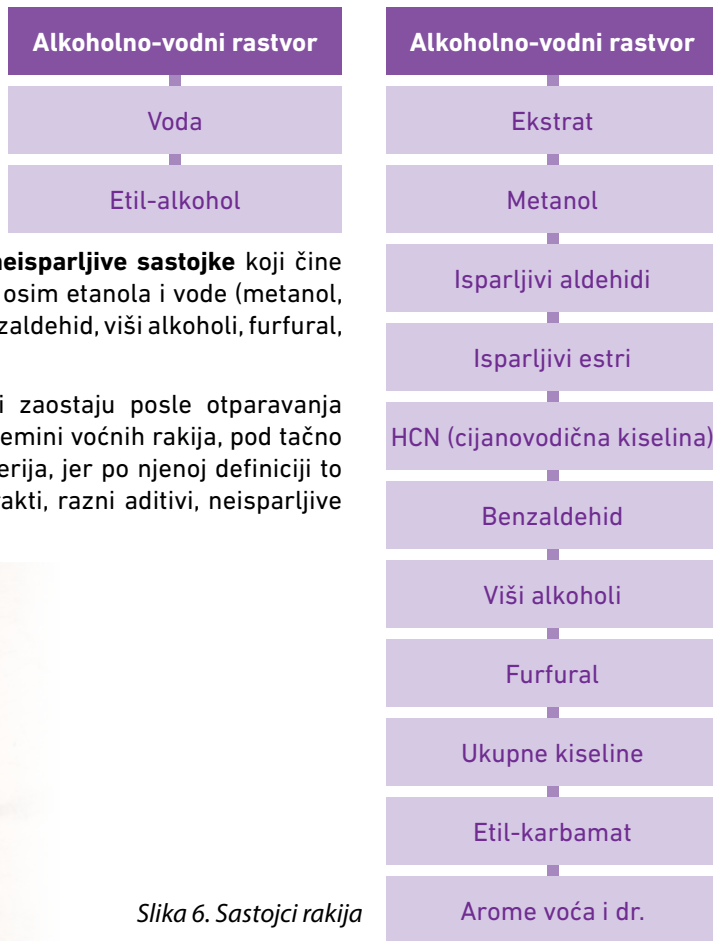 Alkoholno-vodni rastvor
Voda
Etil-alkohol
neisparljive sastojke koji čine
osim etanola i vode (metanol,
zaldehid, viši alkoholi, furfural,
i zaostaju posle otparavanja
emini voćnih rakija, pod tačno
erija, jer po njenoj definiciji to
akti, razni aditivi, neisparljive
Slika 6. Sastojci rakija
Alkoholno-vodni rastvor
Ekstrat
Metanol
Isparljivi aldehidi
Isparljivi estri
HCN (cijanovodična kiselina)
Benzaldehid
Viši alkoholi
Furfural
Ukupne kiseline
Etil-karbamat
Arome voća i dr.